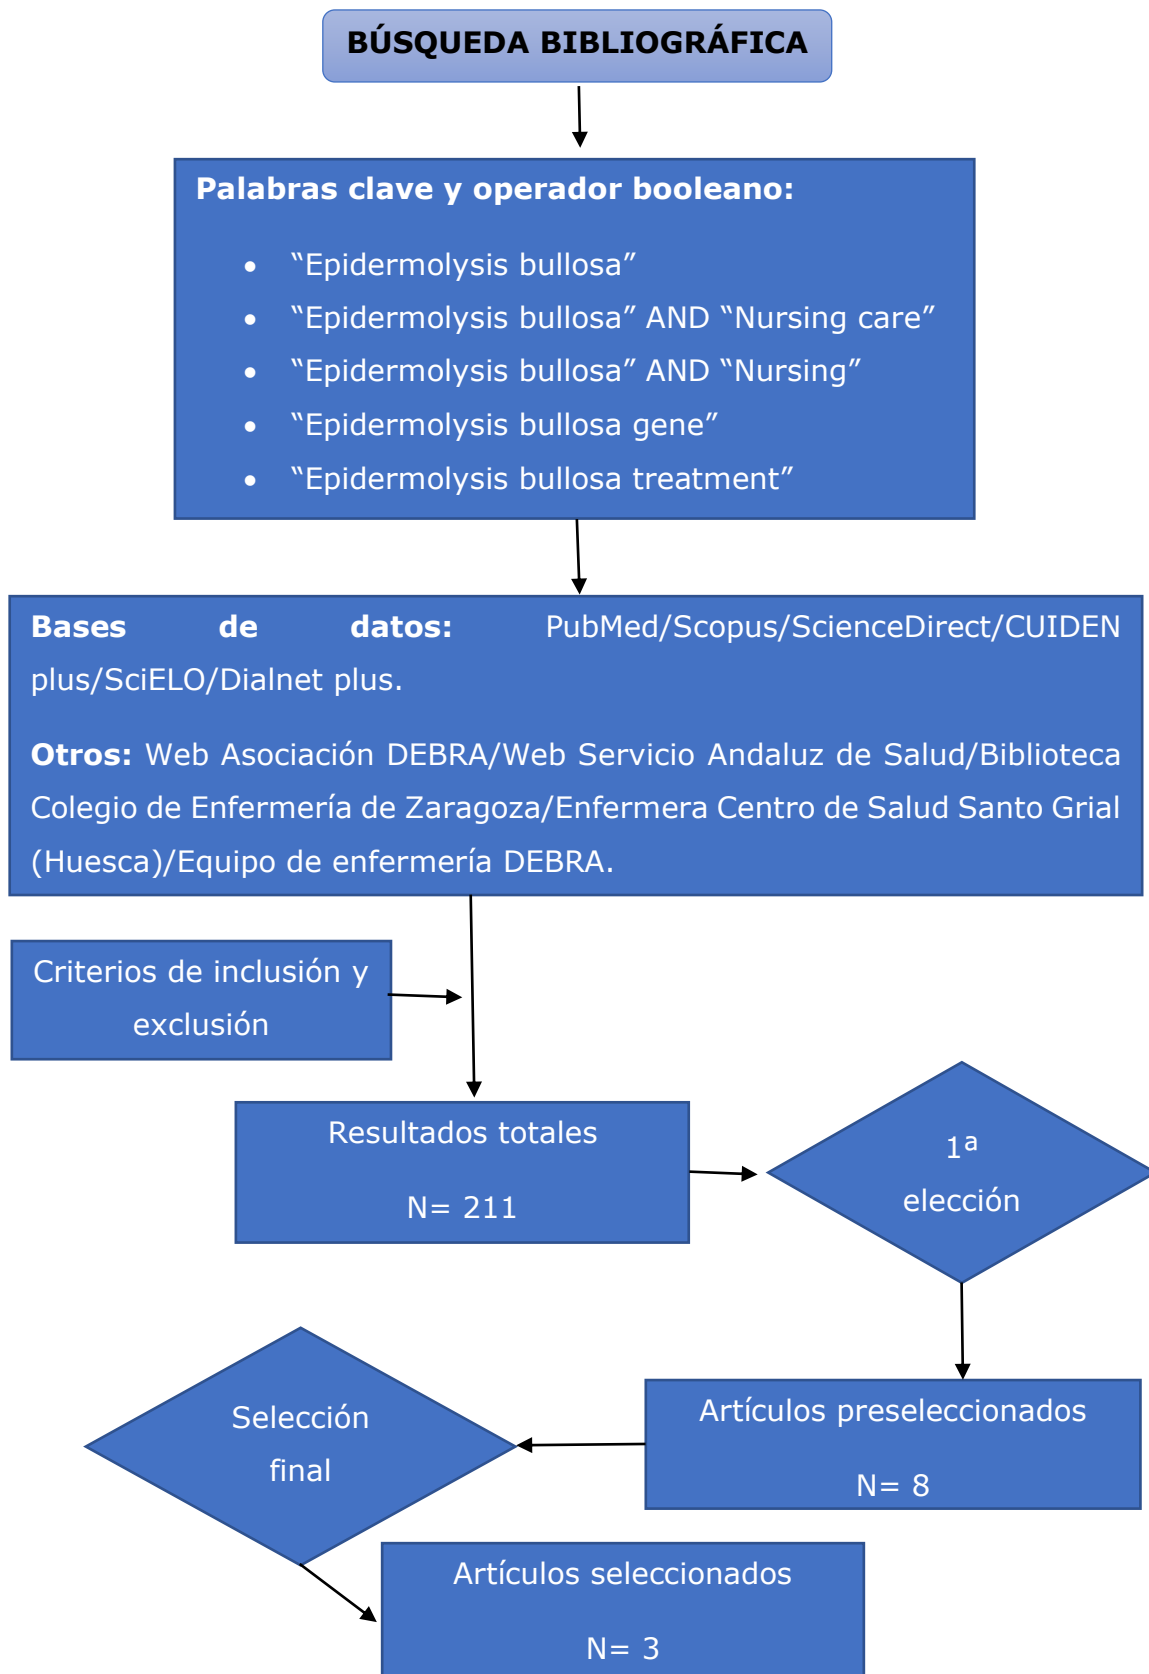 BÚSQUEDA BIBLIOGRÁFICA
Palabras clave y operador booleano:
• “Epidermolysis bullosa”
• “Epidermolysis bullosa” AND “Nursing care”
• “Epidermolysis bullosa” AND “Nursing”
• “Epidermolysis bullosa gene”
• “Epidermolysis bullosa treatment”
Bases de datos: PubMed/Scopus/ScienceDirect/CUIDEN
plus/SciELO/Dialnet plus.
Otros: Web Asociación DEBRA/Web Servicio Andaluz de Salud/Biblioteca
Colegio de Enfermería de Zaragoza/Enfermera Centro de Salud Santo Grial
(Huesca)/Equipo de enfermería DEBRA.
Criterios de inclusión y
exclusión
Resultados totales
N= 211
1ª
elección
Artículos preseleccionados
N= 8
Selección
final
Artículos seleccionados
N= 3